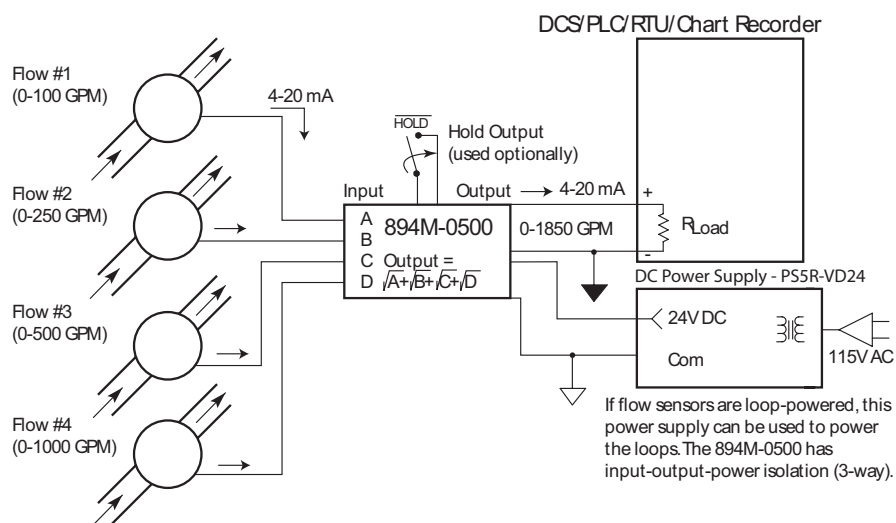 DCS/PLC/RTU/Chart Recorder
Flow #1
(0-100 GPM)
4-20 mA
HOLD
Hold Output
(used optionally)
Flow #2
(0-250 GPM)
Input
Output
4-20 mA
+
A
894M-0500
0-1850 GPM
RLoad
B
-
C
Output =
D
√A+√B+√C+√D
DC Power Supply - PS5R-VD24
Flow #3
(0-500 GPM)
24V DC
Com
115V AC
Flow #4
(0-1000 GPM)
If flow sensors are loop-powered, this
power supply can be used to power
the loops. The 894M-0500 has
input-output-power isolation (3-way).